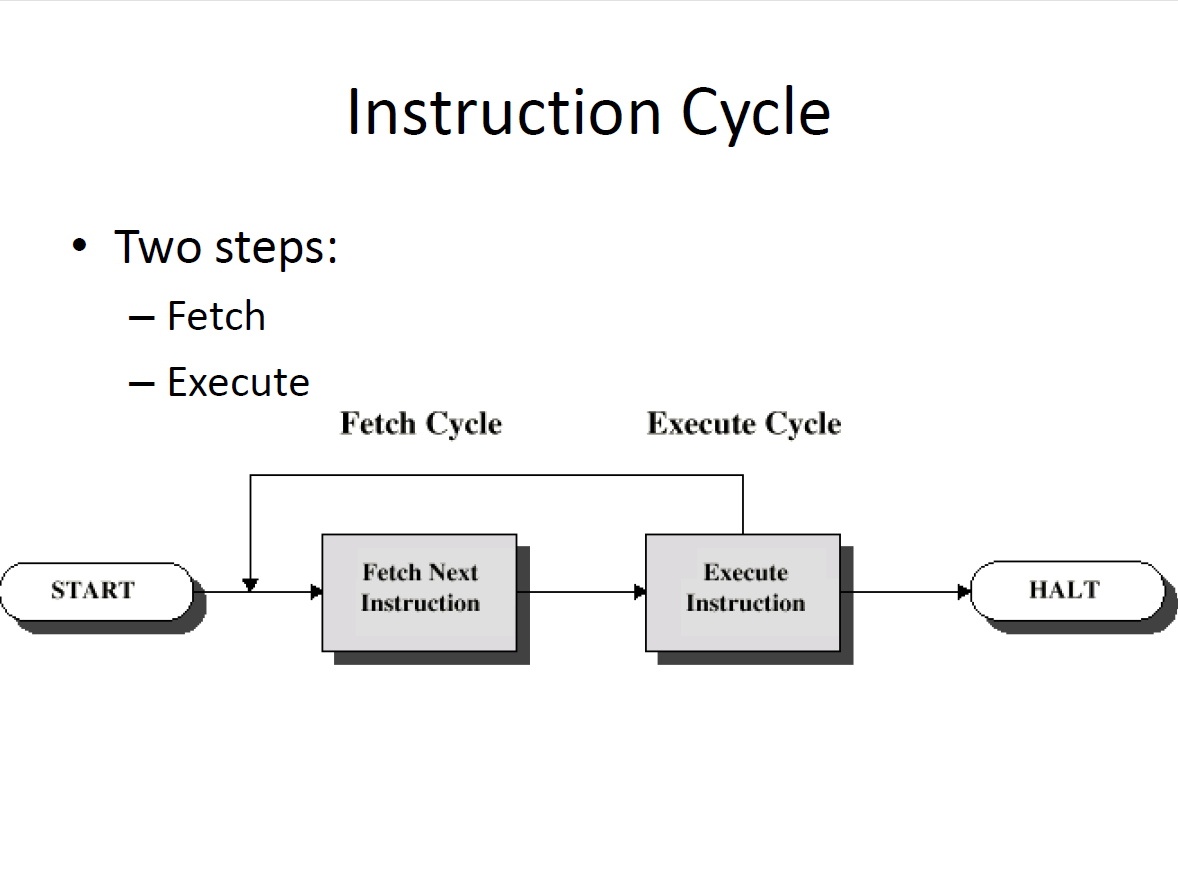 Instruction Cycle
• Two steps:
– Fetch
– Execute
Fetch Cycle
Execute Cycle
START
Fetch Next
Instruction
Execute
Instruction
HALT